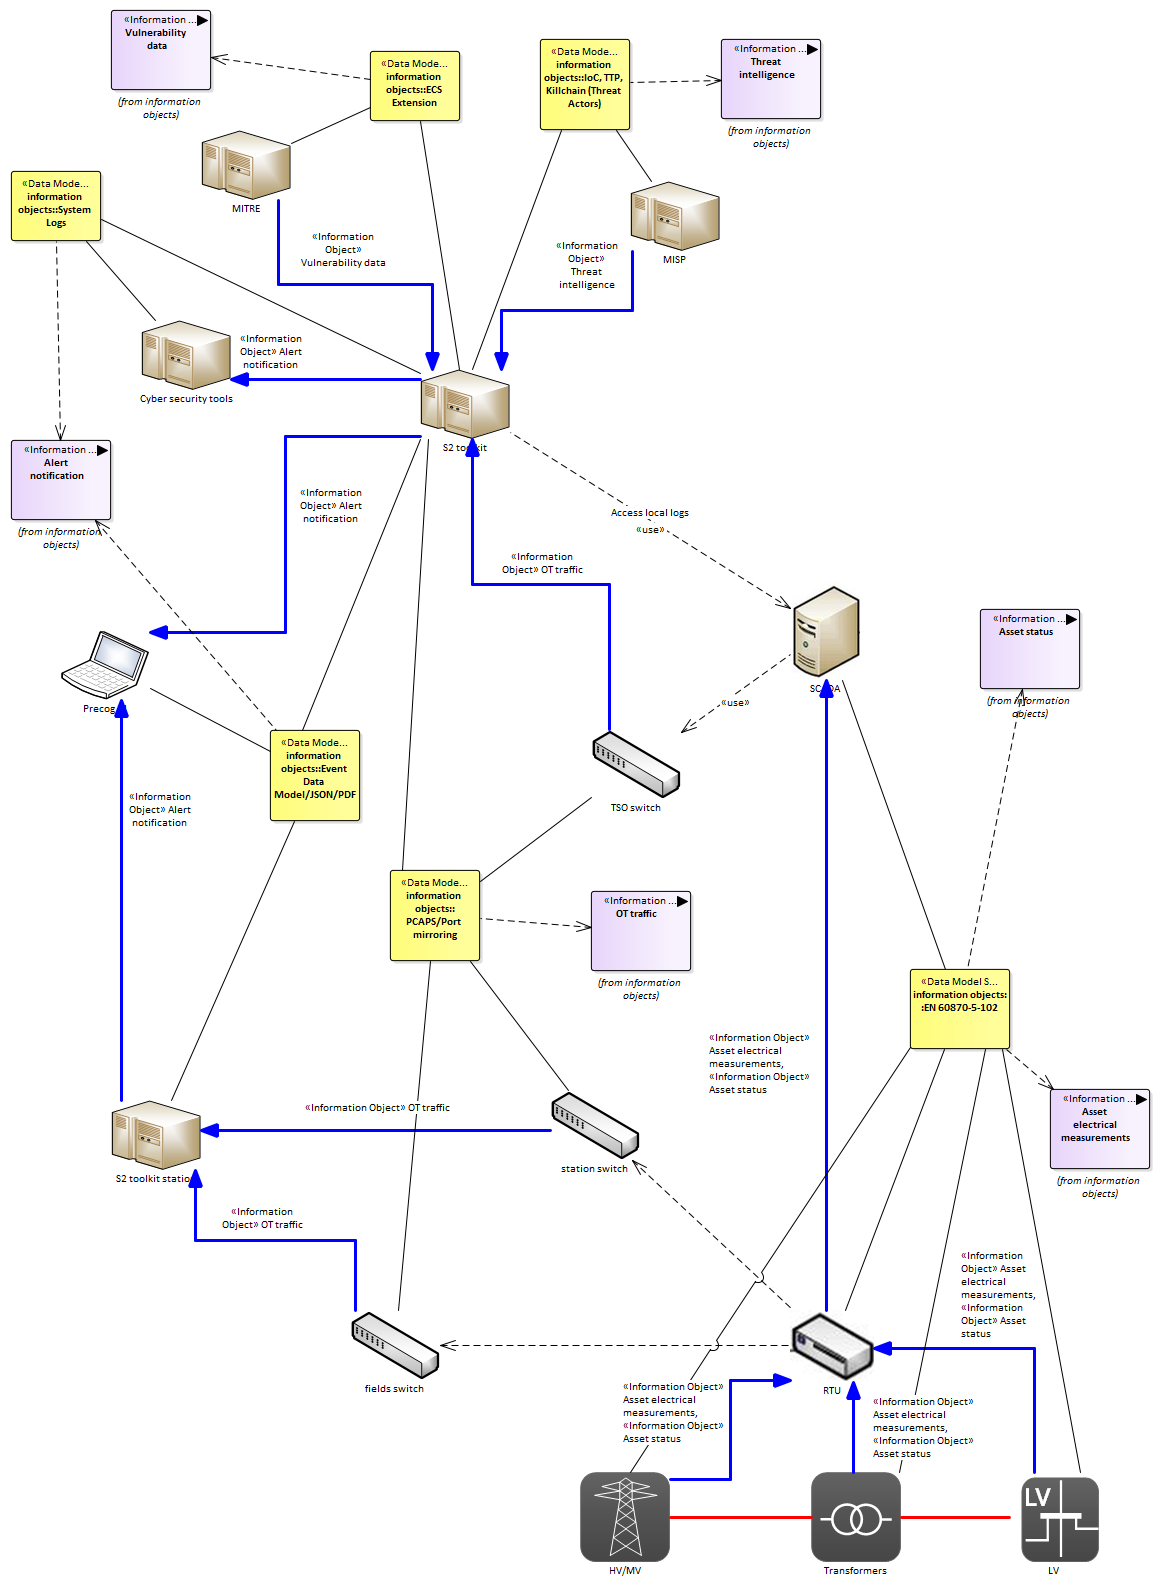 «Information ...
Vulnerability
data
(from information
objects)
«Data Mode...
information
objects::ECS
Extension
«Data Mode...
information
objects::IoC, TTP,
Killchain (Threat
Actors)
«Information ...
Threat
intelligence
(from information
objects)
MITRE
«Data Mode...
information
objects::System
Logs
MISP
«Information
Object»
Vulnerability data
«Information
Object»
Threat
intelligence
Cyber security tools
«Information
Object» Alert
notification
S2 toolkit
«Information ...
Alert
notification
(from information
objects)
«Information
Object» Alert
notification
Access local logs
«use»
«Information
Object» OT traffic
SCADA
«Information ...
Asset status
(from information
objects)
«use»
«Data Mode...
information
objects::Event
Data
Model/JSON/PDF
«Information
Object» Alert
notification
TSO switch
«Data Mode...
information
objects::
PCAPS/Port
mirroring
«Information ...
OT traffic
(from information
objects)
«Data Model S...
information objects:
:EN 60870-5-102
«Information Object»
Asset electrical
measurements,
«Information Object»
Asset status
«Information ...
Asset
electrical
measurements
(from information
objects)
«Information Object» OT traffic
station switch
S2 toolkit station
«Information
Object» OT traffic
«Information
Object» Asset
electrical
measurements,
«Information
Object» Asset
status
fields switch
RTU
«Information Object»
Asset electrical
measurements,
«Information Object»
Asset status
«Information Object»
Asset electrical
measurements,
«Information Object»
Asset status
LV
HV/MV
Transformers
LV